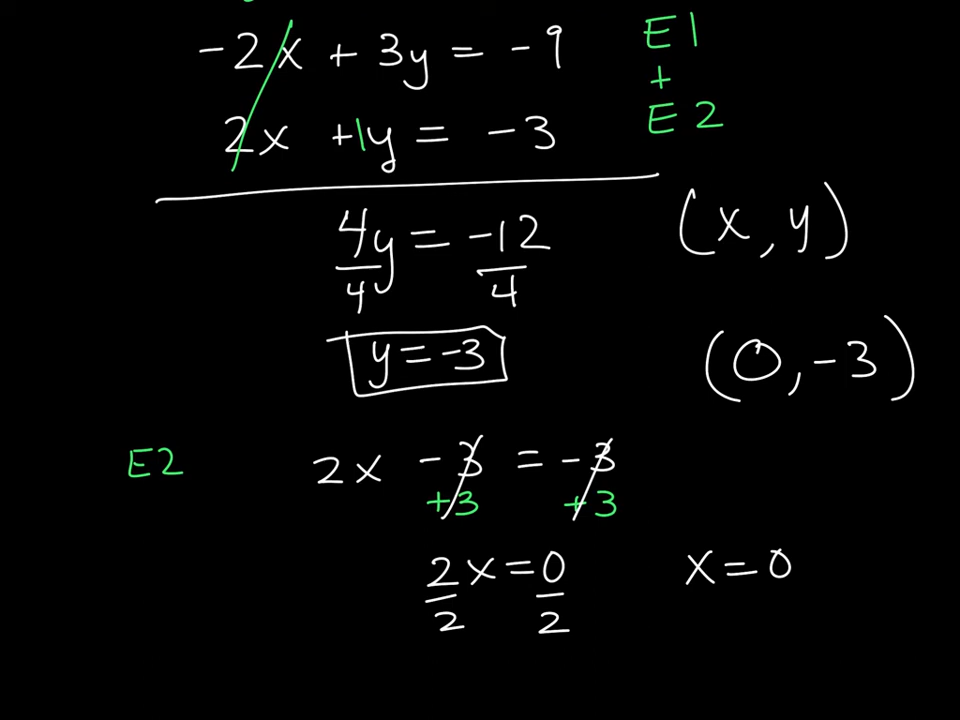 -2x + 3y = -9
E1
+
2x +1y = -3
E2
4y = -12
4 4
(x, y)
y = -3
(0, -3)
E2
2x - 3 = -3
+3 +3
2x = 0
2 2
x = 0